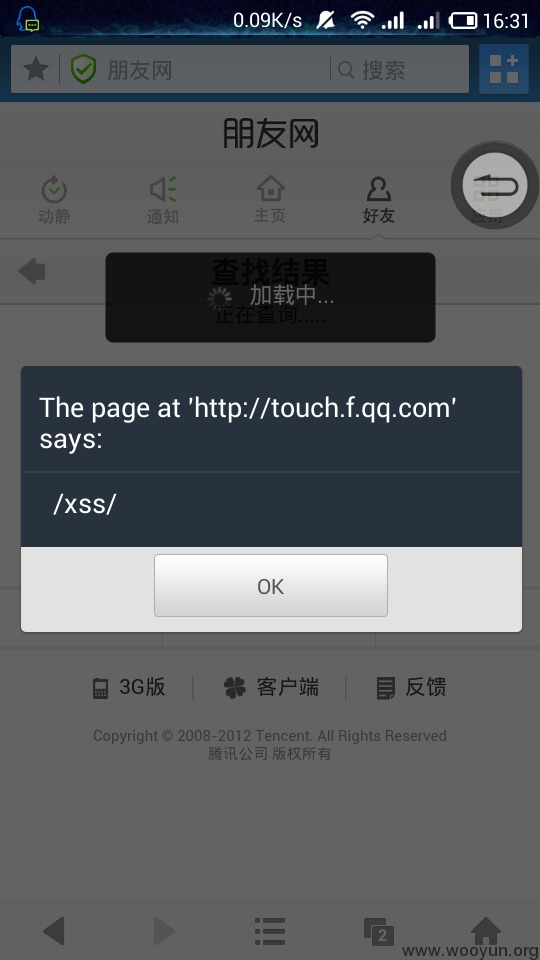 0.09K/s 16:31
朋友网 搜索
朋友网
动静 通知 主页 好友 应用
查找结果
加载中...
正在查询.....
The page at 'http://touch.f.qq.com'
says:
/xss/
OK
3G版 客户端 反馈
Copyright © 2008-2012 Tencent. All Rights Reserved
腾讯公司 版权所有
2
www.wooyun.org